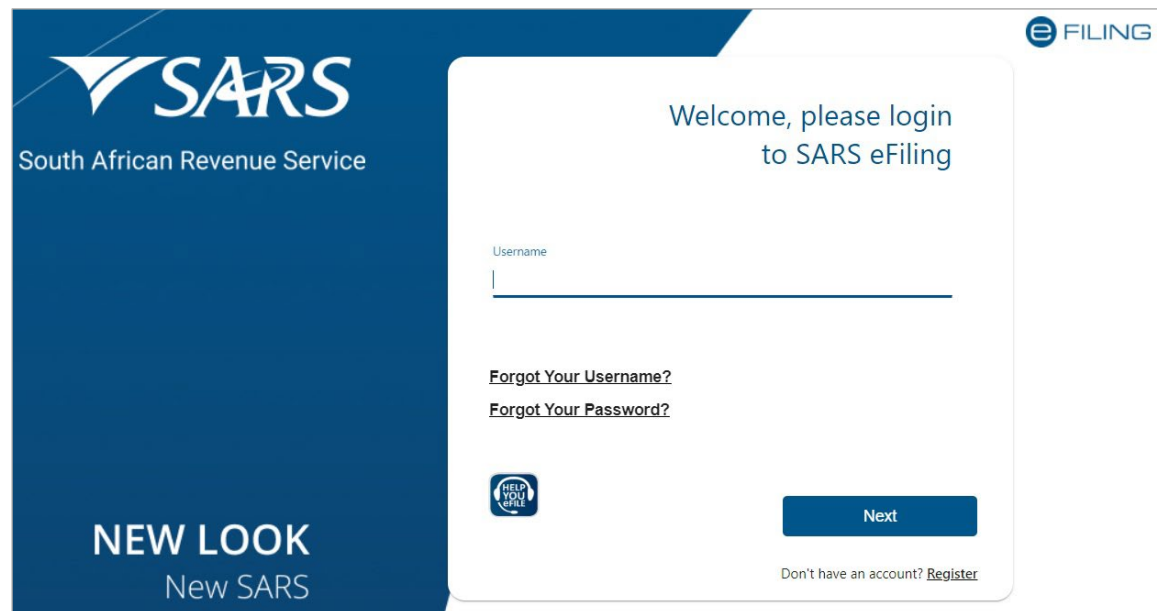 SARS
South African Revenue Service
NEW LOOK
New SARS
e FILING
Welcome, please login
to SARS eFiling
Username
Forgot Your Username?
Forgot Your Password?
HELP
YOU
eFILE
Next
Don't have an account? Register